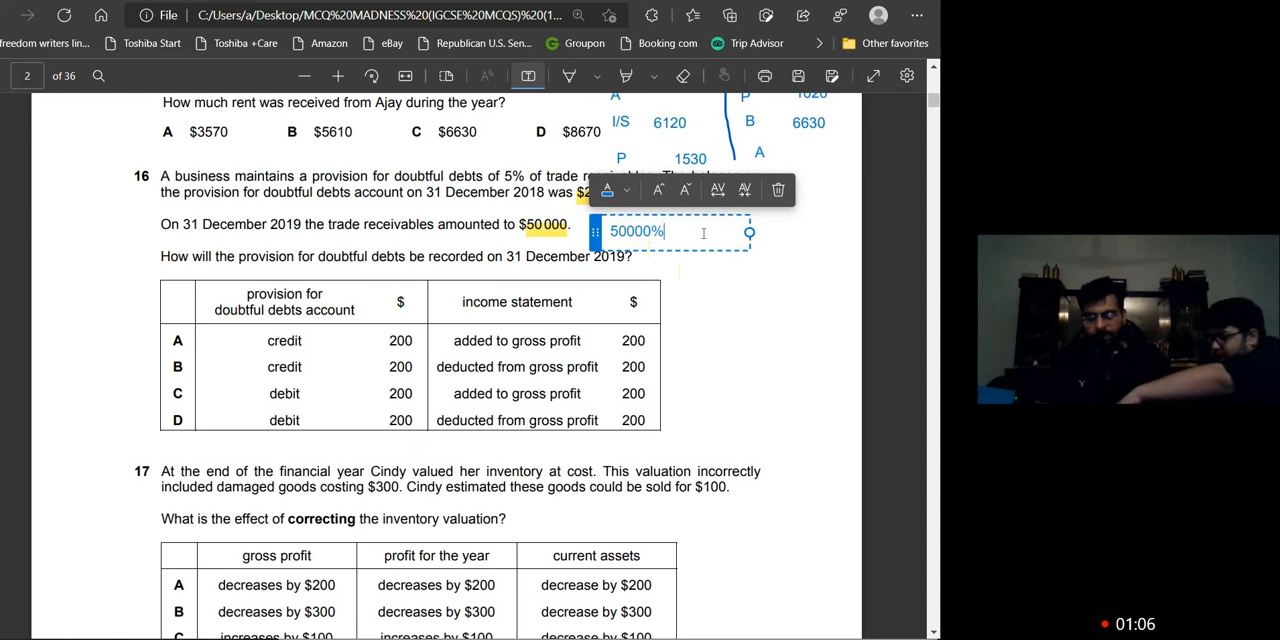 File
C:/Users/a/Desktop/MCQ%20MADNESS(IGCSE%20MCQS)%20(1...
freedom writers lin...
Toshiba Start
Toshiba +Care
Amazon
eBay
Republican U.S. Sen...
Groupon
Booking.com
Trip Advisor
Other favorites
2 of 36
How much rent was received from Ajay during the year?
A $3570 B $5610 C $6630 D $8670
A P 1020
I/S 6120 B 6630
P 1530 A
16 A business maintains a provision for doubtful debts of 5% of trade
the provision for doubtful debts account on 31 December 2018 was
On 31 December 2019 the trade receivables amounted to $50 000.
50000%
How will the provision for doubtful debts be recorded on 31 December 2019?
provision for doubtful debts account $ income statement $
A credit 200 added to gross profit 200
B credit 200 deducted from gross profit 200
C debit 200 added to gross profit 200
D debit 200 deducted from gross profit 200
17 At the end of the financial year Cindy valued her inventory at cost. This valuation incorrectly
included damaged goods costing $300. Cindy estimated these goods could be sold for $100.
What is the effect of correcting the inventory valuation?
gross profit profit for the year current assets
A decreases by $200 decreases by $200 decrease by $200
B decreases by $300 decreases by $300 decrease by $300
C increases by $100 increases by $100 decrease by $100
01:06